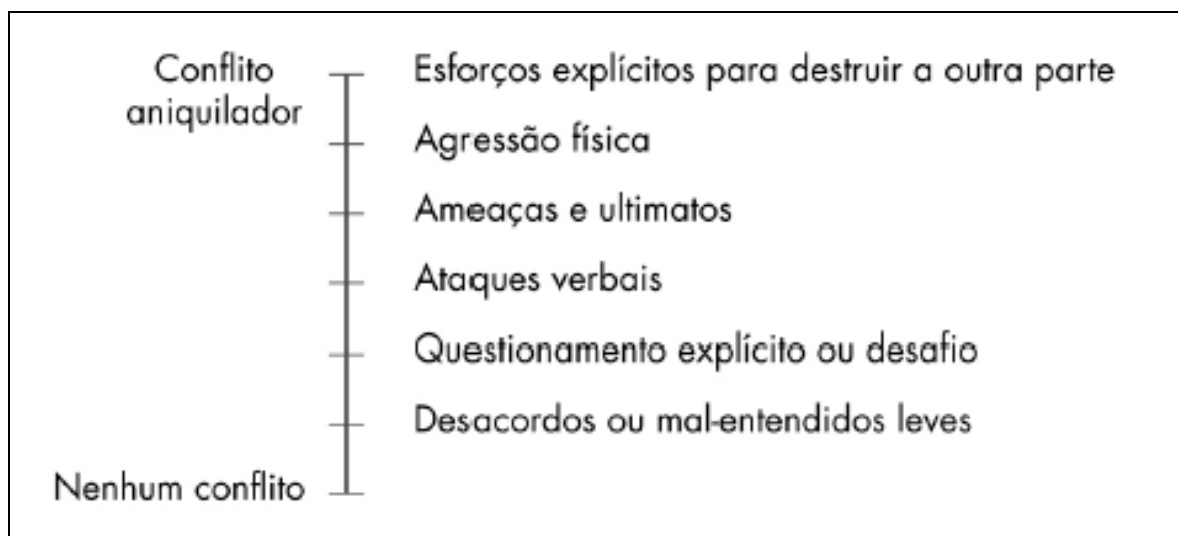 Conflito
aniquilador
Esforços explícitos para destruir a outra parte
Agressão física
Ameaças e ultimatos
Ataques verbais
Questionamento explícito ou desafio
Desacordos ou mal-entendidos leves
Nenhum conflito